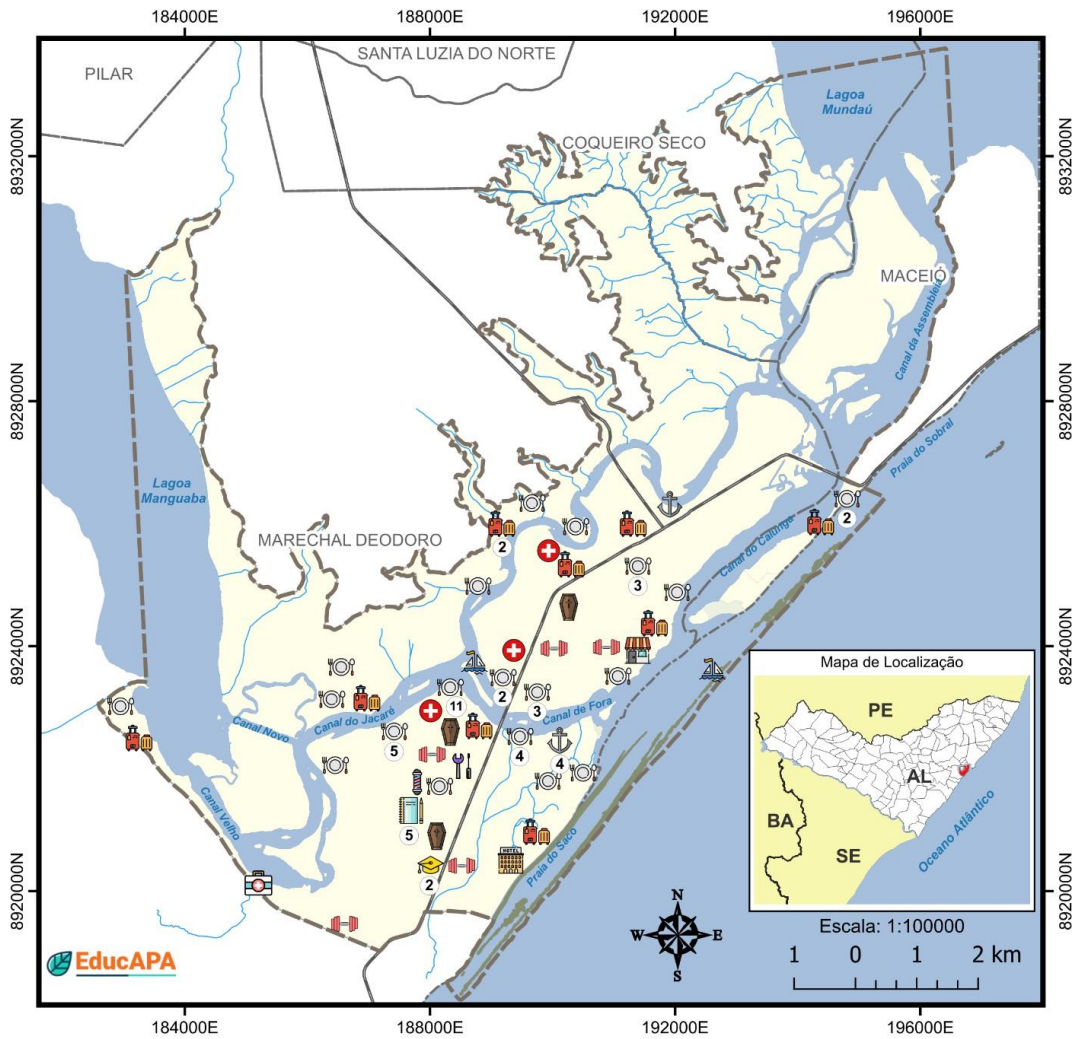 184000E 188000E 192000E 196000E
SANTA LUZIA DO NORTE
PILAR
Lagoa
Mundaú
COQUEIRO SECO
8932000N
8932000N
MACEIÓ
Canal da Assembleia
8928000N
8928000N
Praia do Sobral
Lagoa
Manguaba
2
2
MARECHAL DEODORO
Canal do Calunga
3
8924000N
8924000N
2
11
3
Canal Novo
Canal do Jacaré
Canal de Fora
5
4
4
Canal Velho
5
HOTEL
Praia do Saco
2
8920000N
8920000N
Mapa de Localização
PE
AL
BA
SE
Oceano Atlântico
Escala: 1:100000
1 0 1 2 km
N
W E
S
EducAPA
184000E 188000E 192000E 196000E